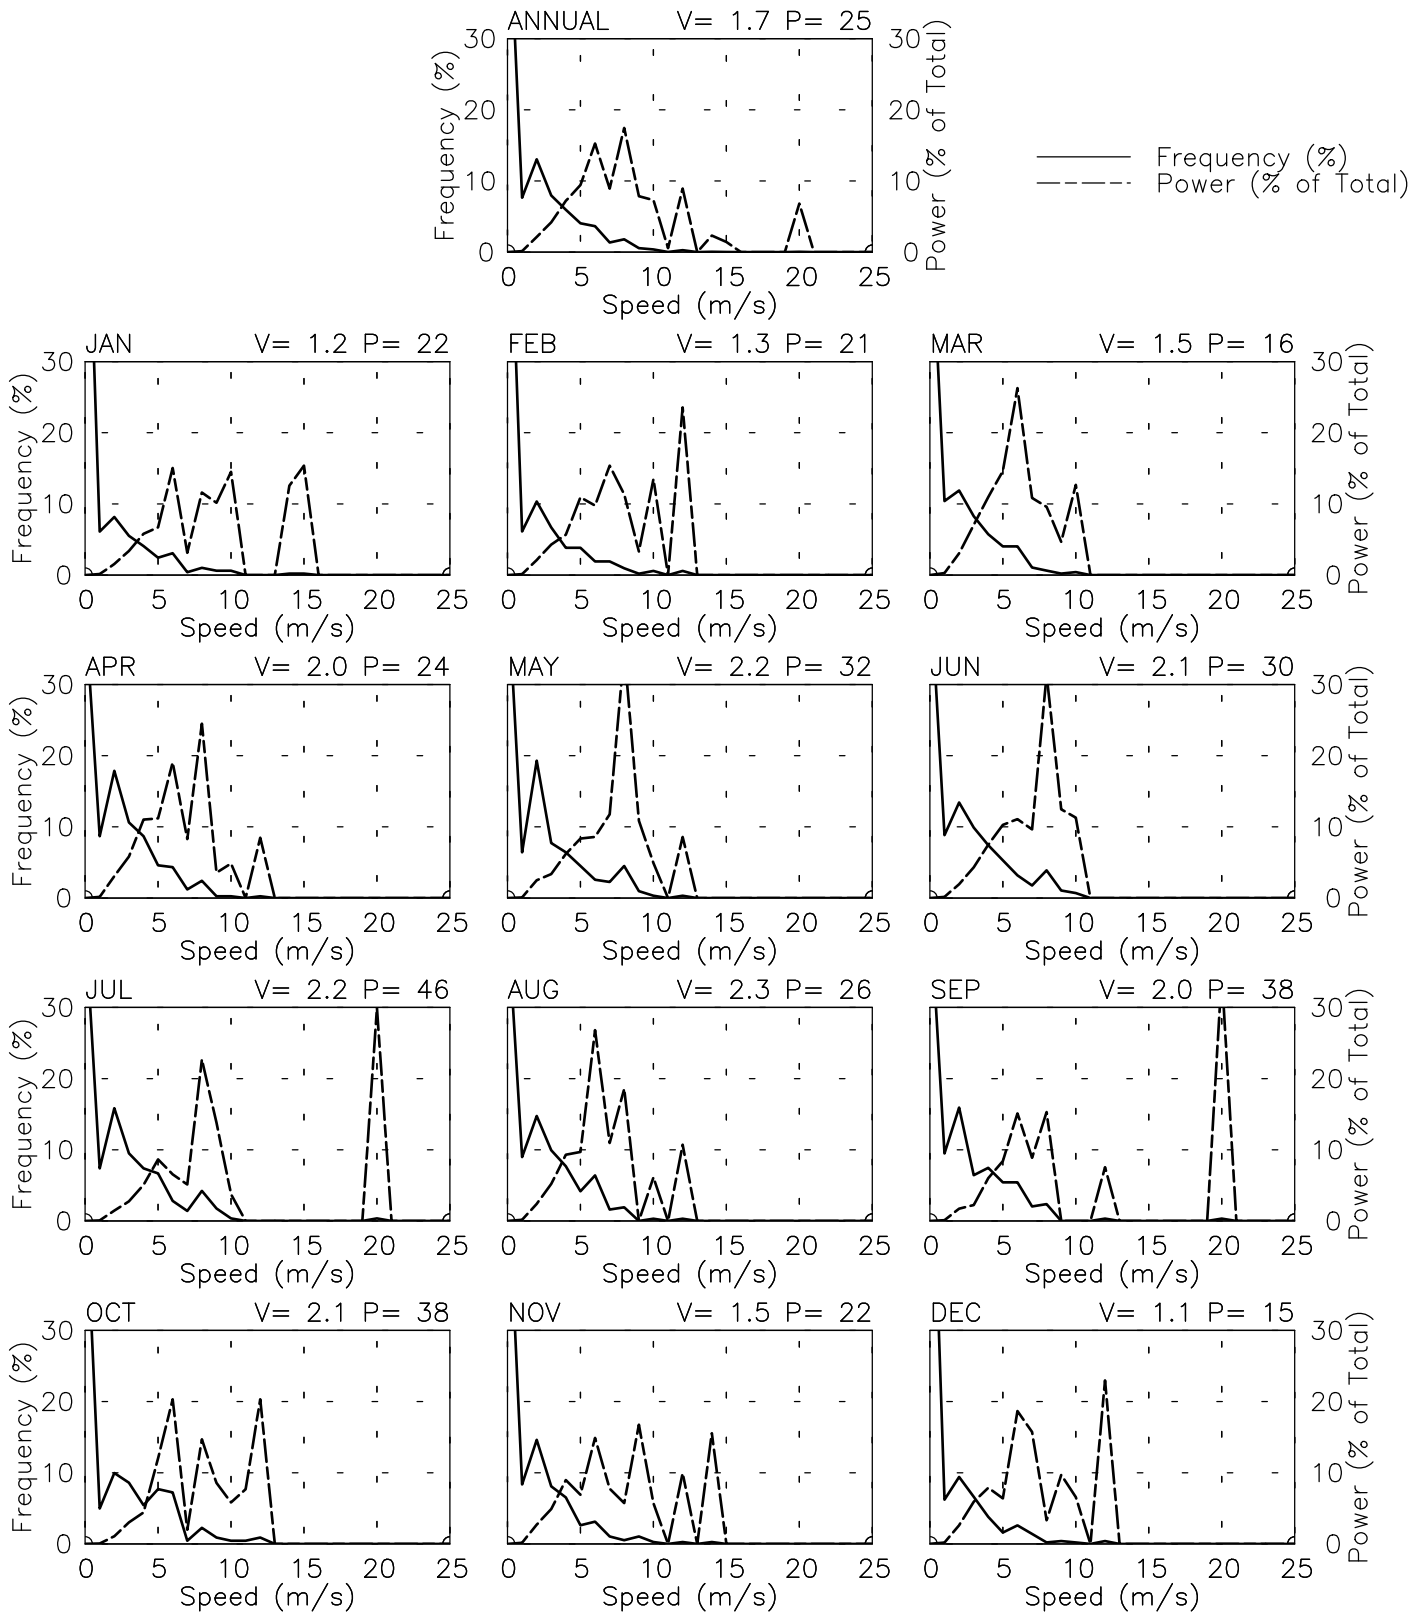 ANNUAL V= 1.7 P= 25
Frequency (%)
30
20
10
0
30
20
10
0
Power (% of Total)
0 5 10 15 20 25
Speed (m/s)
Frequency (%)
Power (% of Total)
JAN V= 1.2 P= 22
Frequency (%)
30
20
10
0
0 5 10 15 20 25
Speed (m/s)
FEB V= 1.3 P= 21
0 5 10 15 20 25
Speed (m/s)
MAR V= 1.5 P= 16
30
20
10
0
Power (% of Total)
0 5 10 15 20 25
Speed (m/s)
APR V= 2.0 P= 24
Frequency (%)
30
20
10
0
0 5 10 15 20 25
Speed (m/s)
MAY V= 2.2 P= 32
0 5 10 15 20 25
Speed (m/s)
JUN V= 2.1 P= 30
30
20
10
0
Power (% of Total)
0 5 10 15 20 25
Speed (m/s)
JUL V= 2.2 P= 46
Frequency (%)
30
20
10
0
0 5 10 15 20 25
Speed (m/s)
AUG V= 2.3 P= 26
0 5 10 15 20 25
Speed (m/s)
SEP V= 2.0 P= 38
30
20
10
0
Power (% of Total)
0 5 10 15 20 25
Speed (m/s)
OCT V= 2.1 P= 38
Frequency (%)
30
20
10
0
0 5 10 15 20 25
Speed (m/s)
NOV V= 1.5 P= 22
0 5 10 15 20 25
Speed (m/s)
DEC V= 1.1 P= 15
30
20
10
0
Power (% of Total)
0 5 10 15 20 25
Speed (m/s)